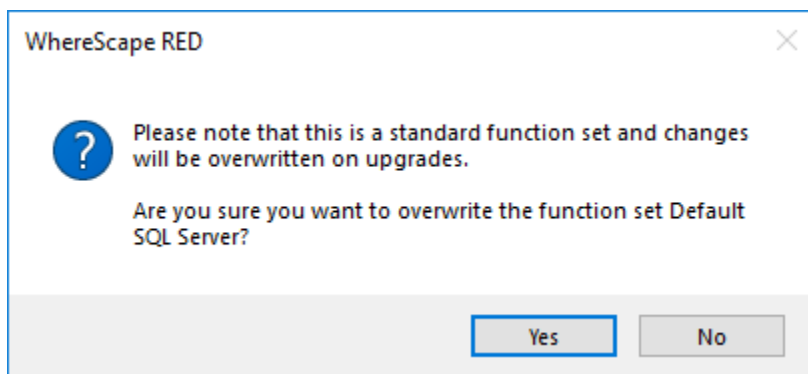 WhereScape RED
Please note that this is a standard function set and changes
will be overwritten on upgrades.
Are you sure you want to overwrite the function set Default
SQL Server?
Yes
No